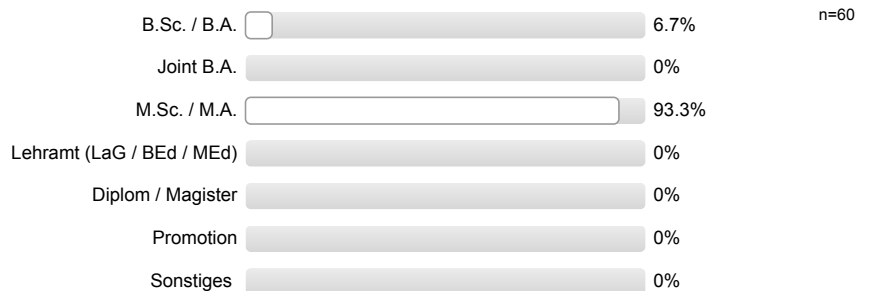 B.Sc. / B.A. 6.7% n=60
Joint B.A. 0%
M.Sc. / M.A. 93.3%
Lehramt (LaG / BEd / MEd) 0%
Diplom / Magister 0%
Promotion 0%
Sonstiges 0%